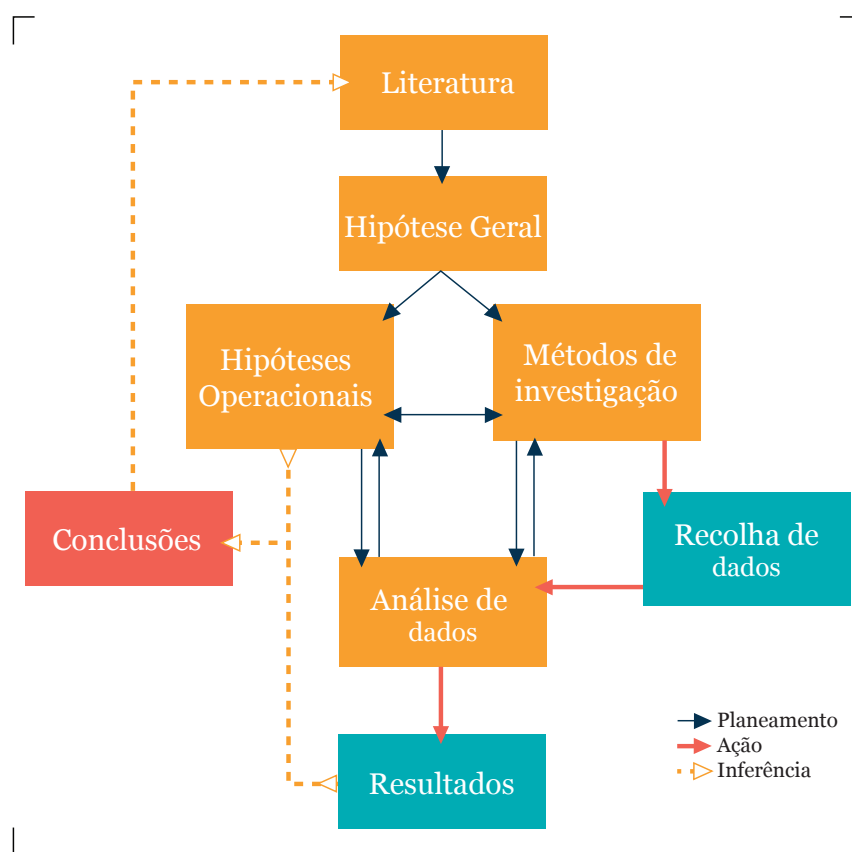 Literatura
Hipótese Geral
Hipóteses
Operacionais
Métodos de
investigação
Conclusões
Recolha de
dados
Análise de
dados
Resultados
Planeamento
Ação
Inferência